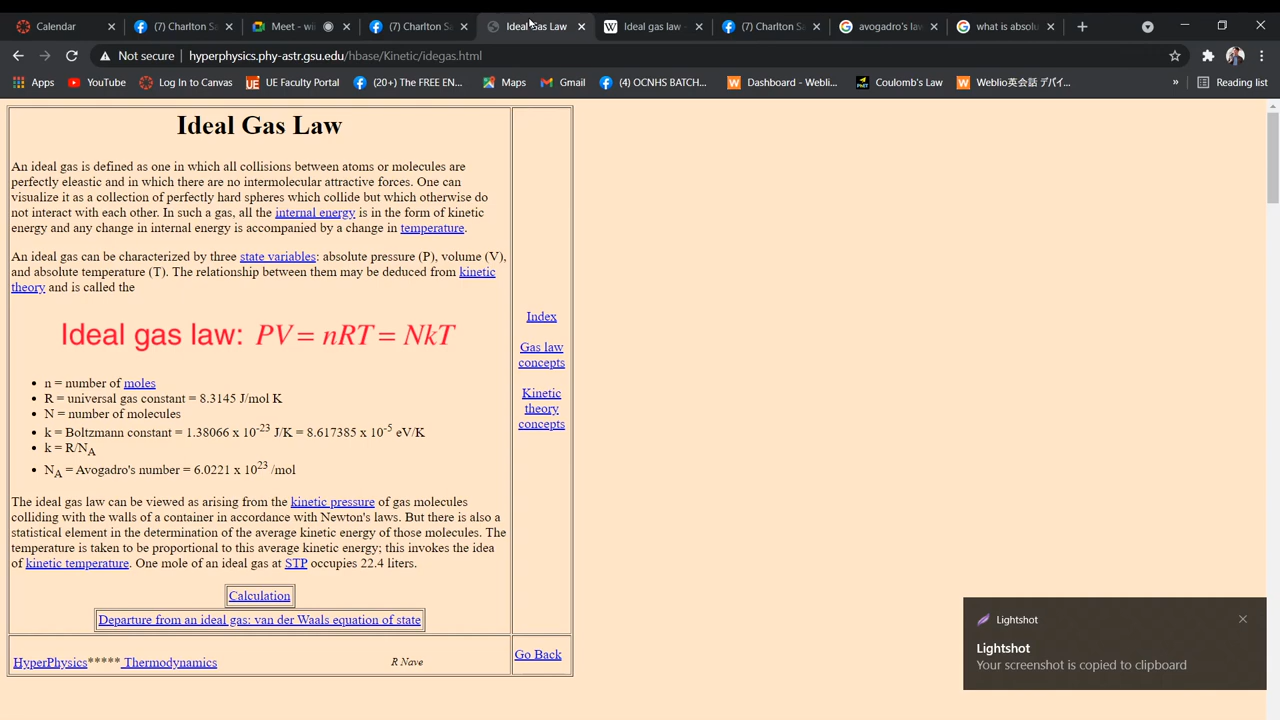 Calendar
(7) Charlton Sa
Meet - wi
(7) Charlton Sa
Ideal Gas Law
Ideal gas law
(7) Charlton Sa
avogadro's law
what is absolu
Not secure
hyperphysics.phy-astr.gsu.edu/hbase/Kinetic/idegas.html
Apps
YouTube
Log In to Canvas
UE Faculty Portal
(20+) The FREE EN...
Maps
Gmail
(4) OCNHS BATCH...
Dashboard - Webli...
Coulomb's Law
Weblio英会話 デバイ...
»
Reading list
Ideal Gas Law
An ideal gas is defined as one in which all collisions between atoms or molecules are
perfectly eleastic and in which there are no intermolecular attractive forces. One can
visualize it as a collection of perfectly hard spheres which collide but which otherwise do
not interact with each other. In such a gas, all the internal energy is in the form of kinetic
energy and any change in internal energy is accompanied by a change in temperature.
An ideal gas can be characterized by three state variables: absolute pressure (P), volume (V),
and absolute temperature (T). The relationship between them may be deduced from kinetic
theory and is called the
Ideal gas law: PV = nRT = NkT
• n = number of moles
• R = universal gas constant = 8.3145 J/mol K
• N = number of molecules
• k = Boltzmann constant = 1.38066 x 10-23 J/K = 8.617385 x 10-5 eV/K
• k = R/NA
• NA = Avogadro's number = 6.0221 x 1023 /mol
The ideal gas law can be viewed as arising from the kinetic pressure of gas molecules
colliding with the walls of a container in accordance with Newton's laws. But there is also a
statistical element in the determination of the average kinetic energy of those molecules. The
temperature is taken to be proportional to this average kinetic energy; this invokes the idea
of kinetic temperature. One mole of an ideal gas at STP occupies 22.4 liters.
Calculation
Departure from an ideal gas: van der Waals equation of state
Index
Gas law
concepts
Kinetic
theory
concepts
HyperPhysics***** Thermodynamics
R Nave
Go Back
Lightshot
Lightshot
Your screenshot is copied to clipboard